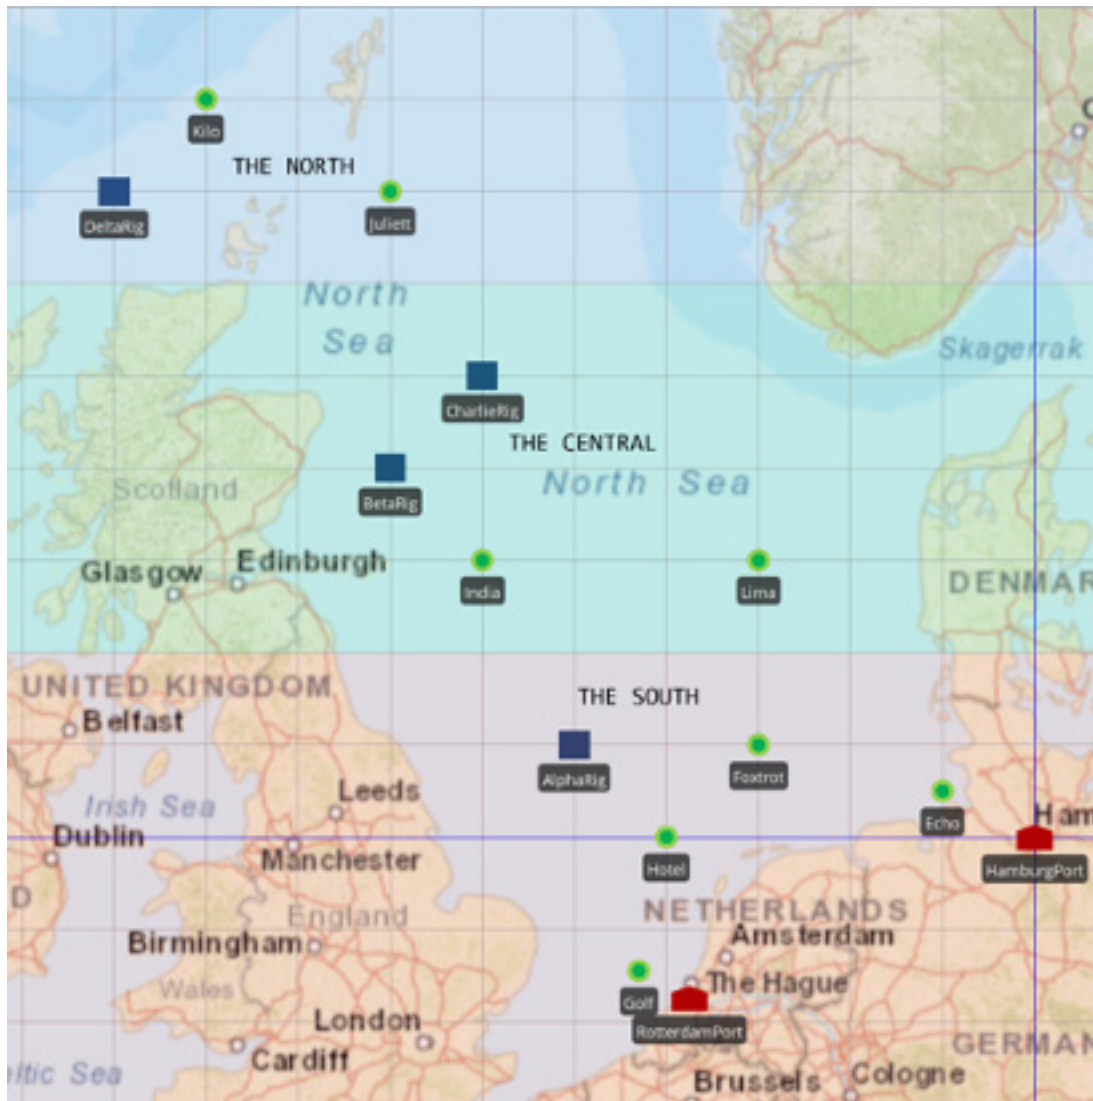 Kilo
THE NORTH
DeltaRig
Juliett
North
Sea
Skagerrak
CharlieRig
THE CENTRAL
North Sea
Scotland
BetaRig
Edinburgh
Glasgow
India
Lima
DENMAR
UNITED KINGDOM
THE SOUTH
Belfast
AlphaRig
Foxtrot
Leeds
Irish Sea
Echo
Ham
Dublin
Manchester
Hotel
HamburgPort
D
England
NETHERLANDS
Birmingham
Amsterdam
Wales
Golf
The Hague
London
RotterdamPort
Cardiff
GERMAN
eltic Sea
Brussels
Cologne